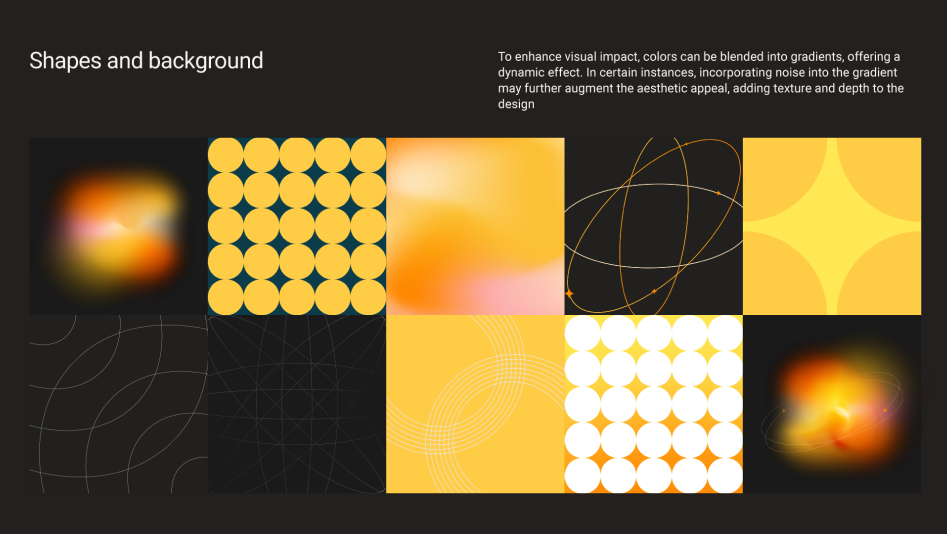 Shapes and background
To enhance visual impact, colors can be blended into gradients, offering a
dynamic effect. In certain instances, incorporating noise into the gradient
may further augment the aesthetic appeal, adding texture and depth to the
design